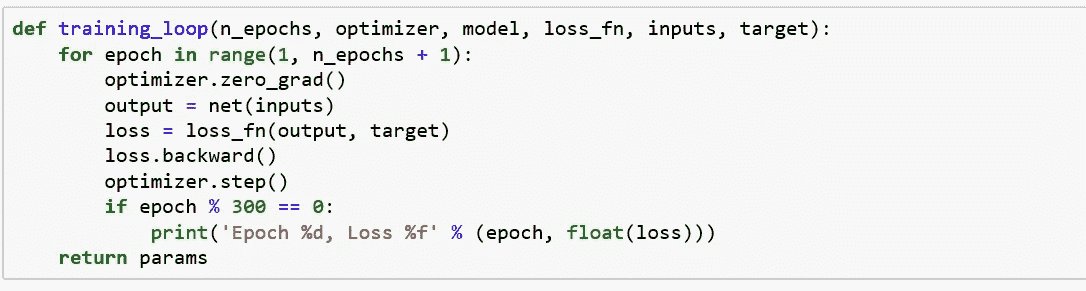 def training_loop(n_epochs, optimizer, model, loss_fn, inputs, target):
    for epoch in range(1, n_epochs + 1):
        optimizer.zero_grad()
        output = net(inputs)
        loss = loss_fn(output, target)
        loss.backward()
        optimizer.step()
        if epoch % 300 == 0:
            print('Epoch %d, Loss %f' % (epoch, float(loss)))
    return params